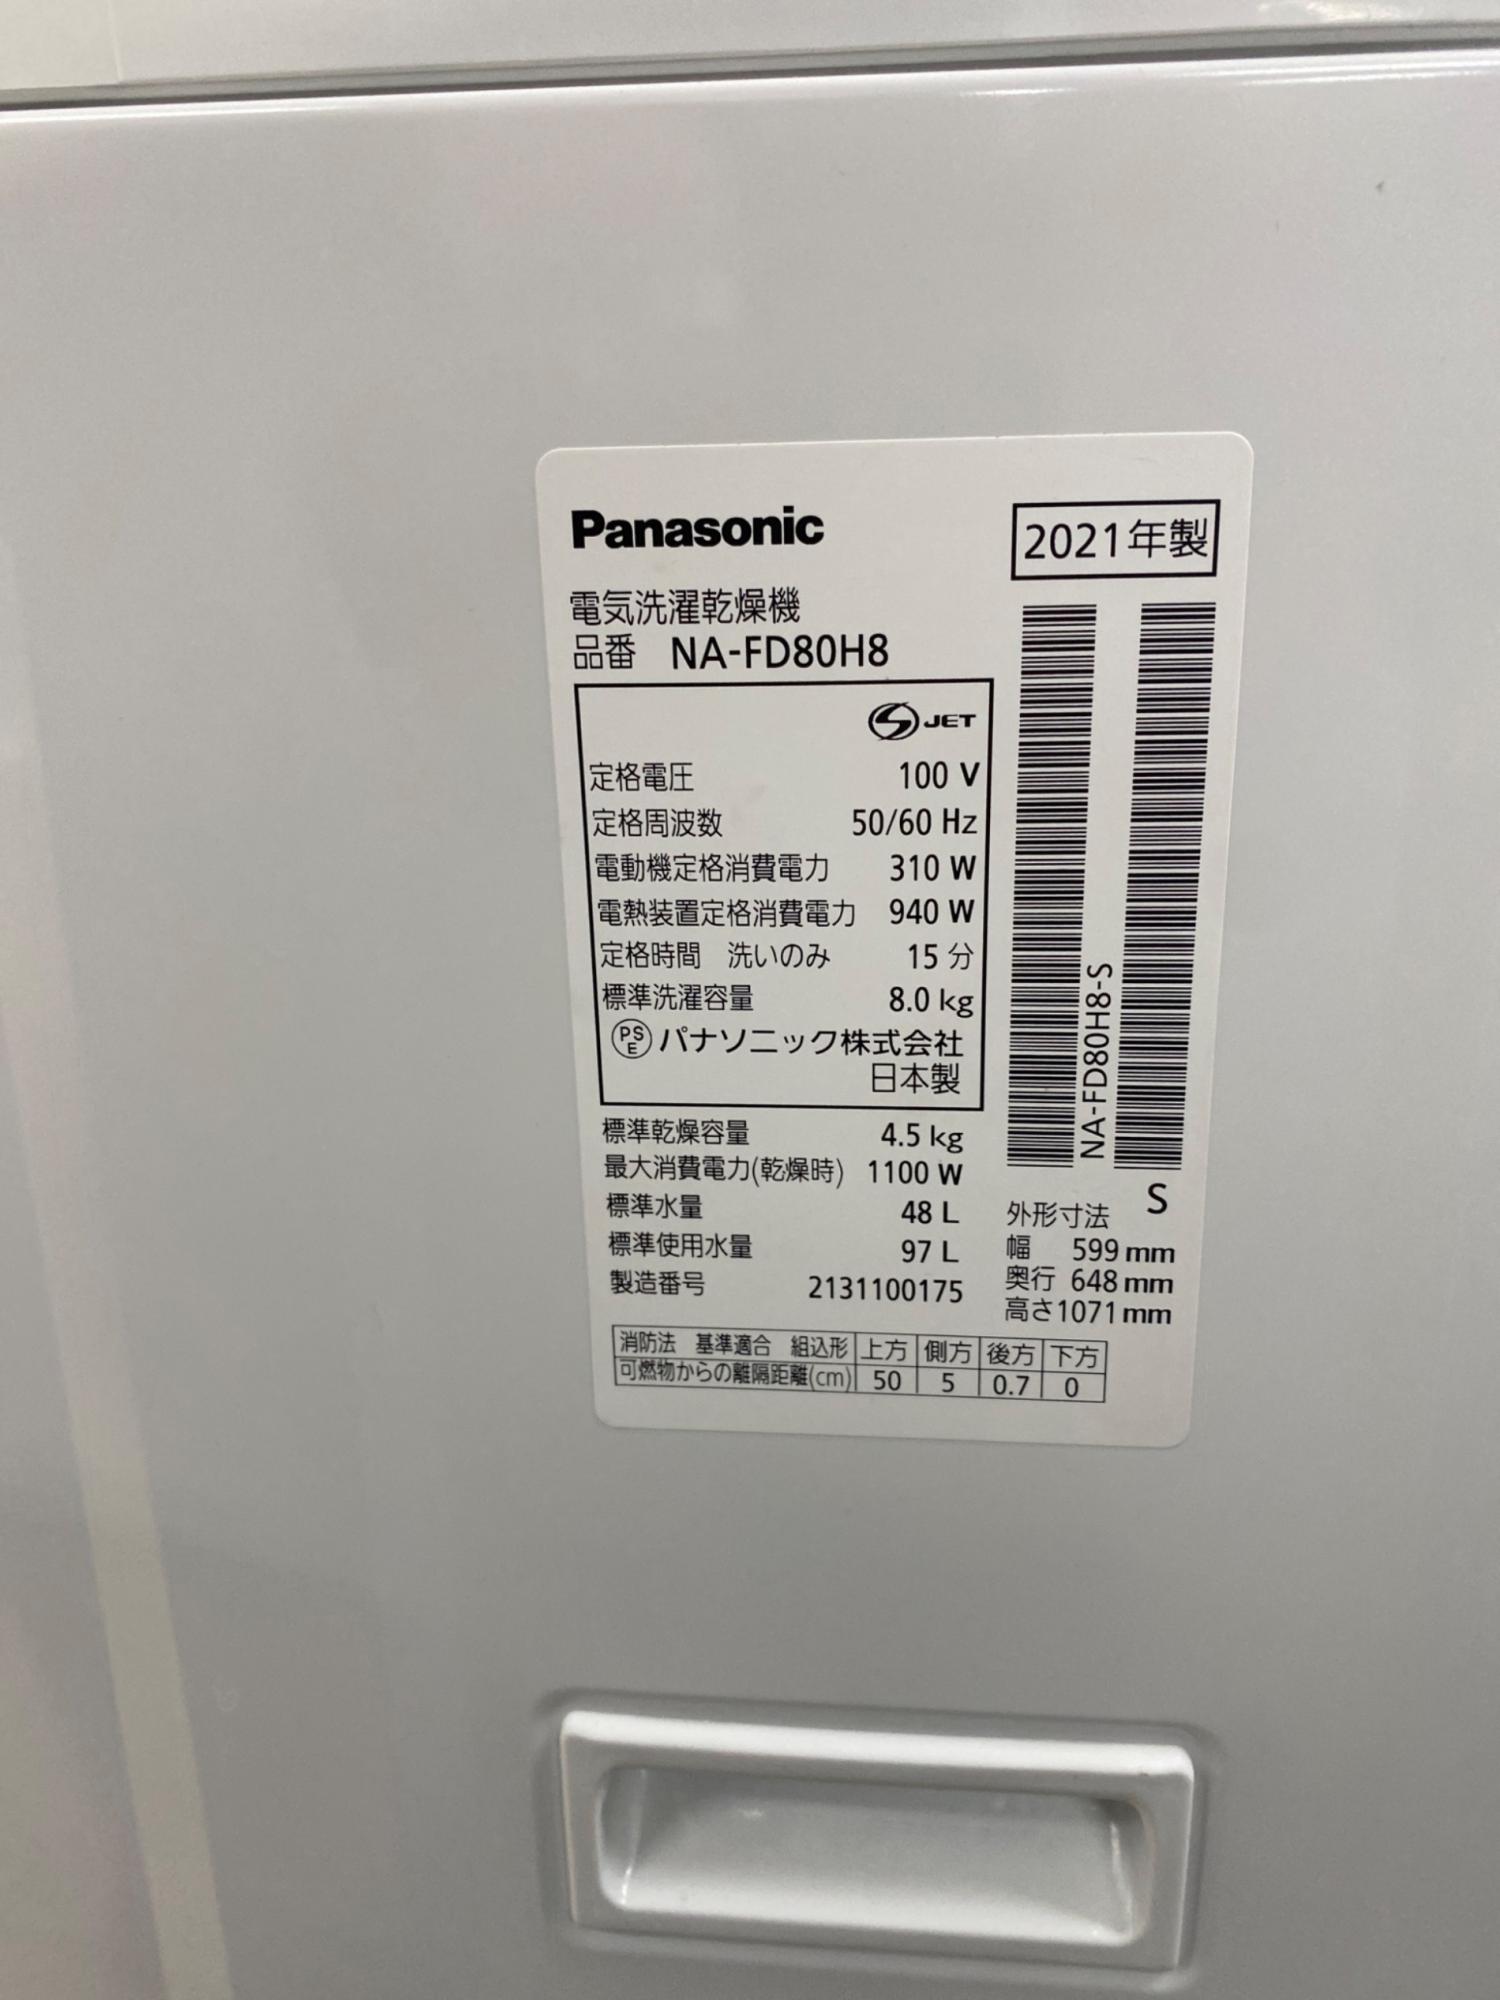 Panasonic
2021年製
電気洗濯乾燥機
品番 NA-FD80H8
S JET
定格電圧 100 V
定格周波数 50/60 Hz
電動機定格消費電力 310 W
電熱装置定格消費電力 940 W
定格時間 洗いのみ 15 分
標準洗濯容量 8.0 kg
PSE パナソニック株式会社
日本製
標準乾燥容量 4.5 kg
最大消費電力(乾燥時) 1100 W
標準水量 48 L
標準使用水量 97 L
製造番号 2131100175
NA-FD80H8-S
S
外形寸法
幅 599 mm
奥行 648 mm
高さ1071 mm
消防法 基準適合 組込形 上方 側方 後方 下方
可燃物からの離隔距離(cm) 50 5 0.7 0